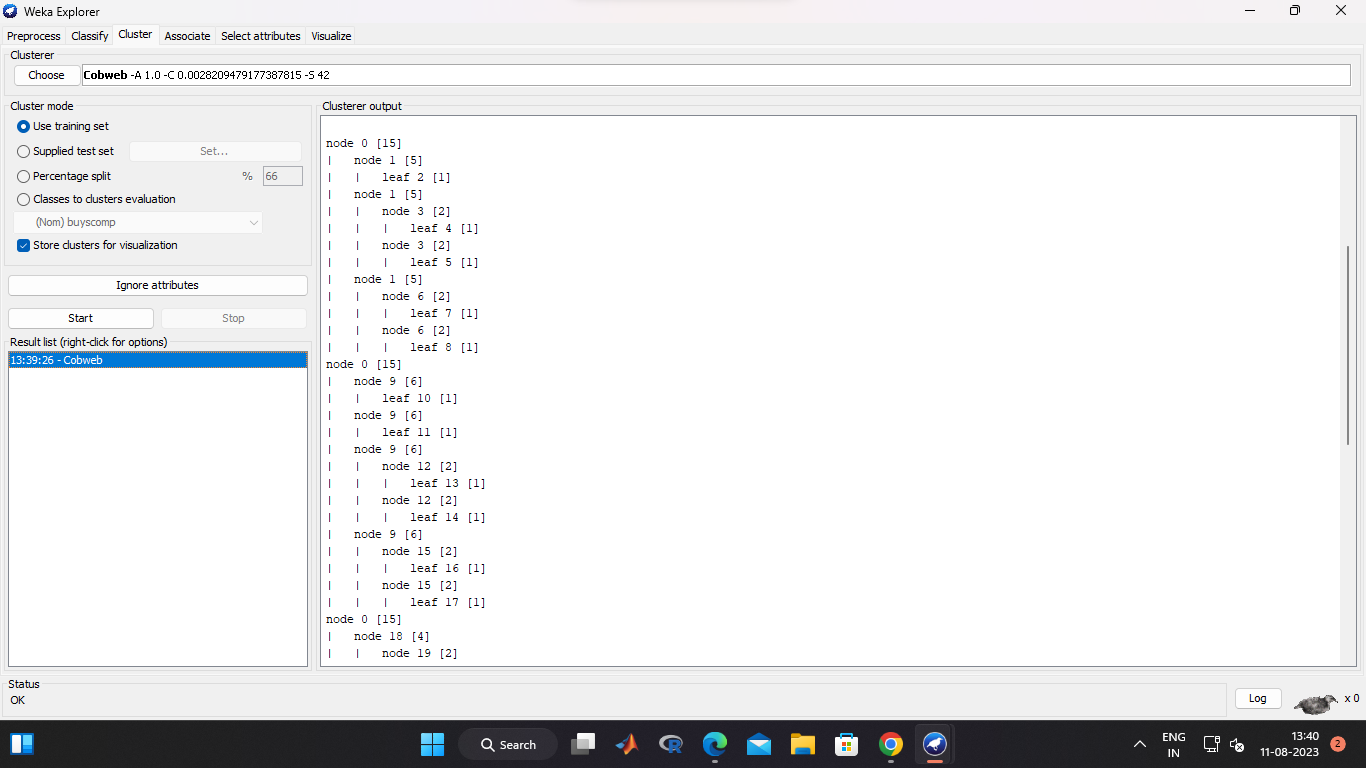 Weka Explorer
Preprocess Classify Cluster Associate Select attributes Visualize
Clusterer
Choose Cobweb -A 1.0 -C 0.0028209479177387815 -S 42
Cluster mode
Use training set
Supplied test set Set...
Percentage split % 66
Classes to clusters evaluation
(Nom) buyscomp
Store clusters for visualization
Ignore attributes
Start Stop
Result list (right-click for options)
13:39:26 - Cobweb
Clusterer output
node 0 [15]
| node 1 [5]
| | leaf 2 [1]
| node 1 [5]
| | node 3 [2]
| | | leaf 4 [1]
| | node 3 [2]
| | | leaf 5 [1]
| node 1 [5]
| | node 6 [2]
| | | leaf 7 [1]
| | node 6 [2]
| | | leaf 8 [1]
node 0 [15]
| node 9 [6]
| | leaf 10 [1]
| node 9 [6]
| | leaf 11 [1]
| node 9 [6]
| | node 12 [2]
| | | leaf 13 [1]
| | node 12 [2]
| | | leaf 14 [1]
| node 9 [6]
| | node 15 [2]
| | | leaf 16 [1]
| | node 15 [2]
| | | leaf 17 [1]
node 0 [15]
| node 18 [4]
| | node 19 [2]
Status
OK
Log x 0
Search
ENG
IN
13:40
11-08-2023
2